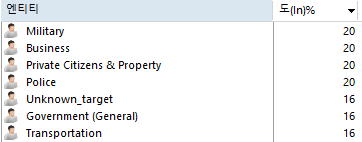 엔티티 도(In)%
Military 20
Business 20
Private Citizens & Property 20
Police 20
Unknown_target 16
Government (General) 16
Transportation 16